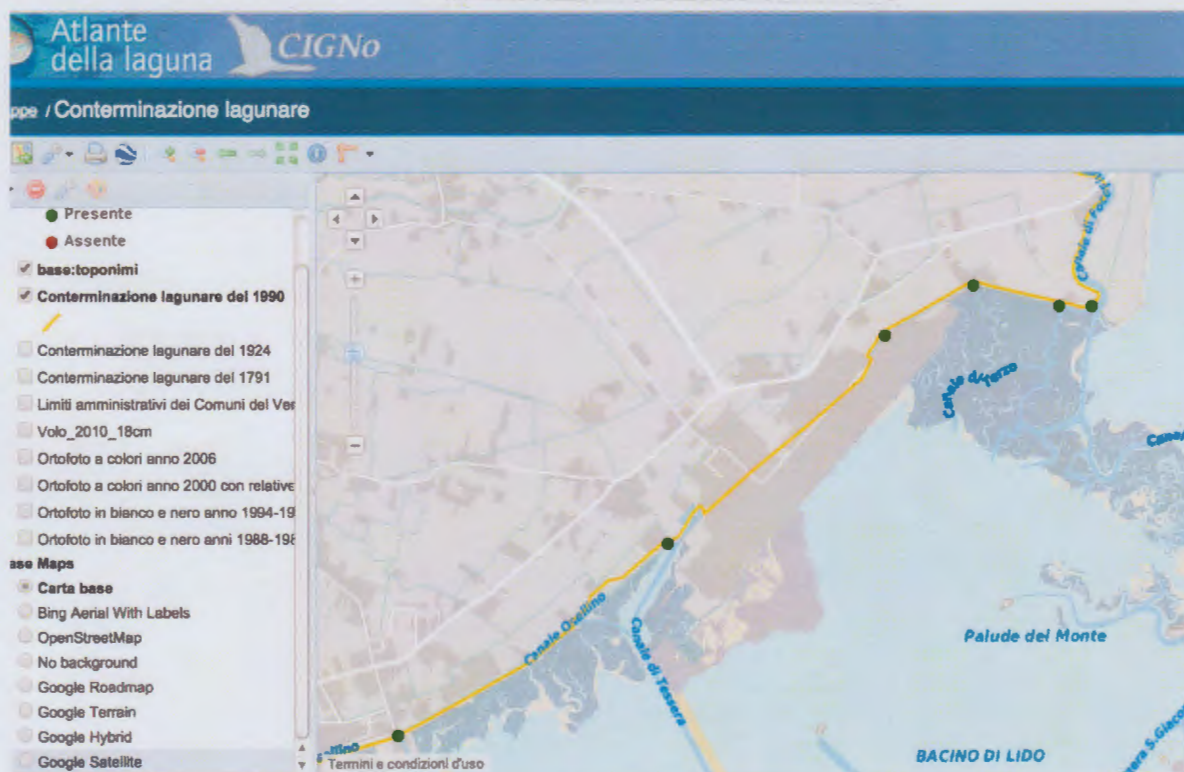 Atlante
della laguna
CIGNo
ppe / Conterminazione lagunare
Presente
Assente
base:toponimi
Conterminazione lagunare del 1990
Conterminazione lagunare del 1924
Conterminazione lagunare del 1791
Limiti amministrativi dei Comuni del Ver
Volo_2010_18cm
Ortofoto a colori anno 2006
Ortofoto a colori anno 2000 con relative
Ortofoto in bianco e nero anno 1994-19
Ortofoto in bianco e nero anni 1988-198
ase Maps
Carta base
Bing Aerial With Labels
OpenStreetMap
No background
Google Roadmap
Google Terrain
Google Hybrid
Google Satellite
Canale di
Canale di Terzo
Canal
Canale Osellino
Canale di Tessera
Palude del Monte
BACINO DI LIDO
sellino
Termini e condizioni d'uso